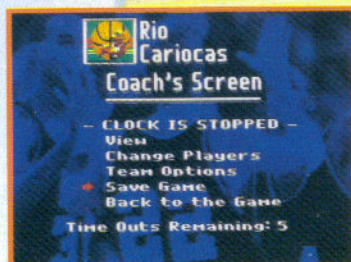 Rio
Cariocas
Coach's Screen
- CLOCK IS STOPPED -
View
Change Players
Team Options
Save Game
Back to the Game
Time Outs Remaining: 5